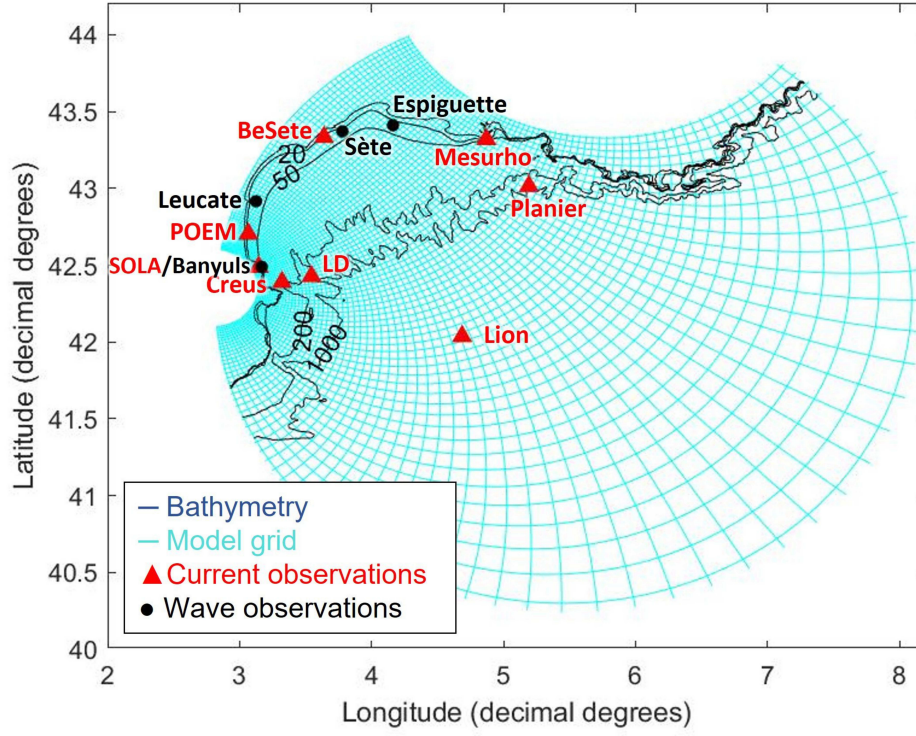 44
43.5
43
42.5
42
41.5
41
40.5
40
2
3
4
5
6
7
8
Latitude (decimal degrees)
Longitude (decimal degrees)
Espiguette
BeSete
Sète
Mesurho
20
50
Leucate
Planier
POEM
SOLA/Banyuls
LD
Creus
200
1000
Lion
Bathymetry
Model grid
Current observations
Wave observations